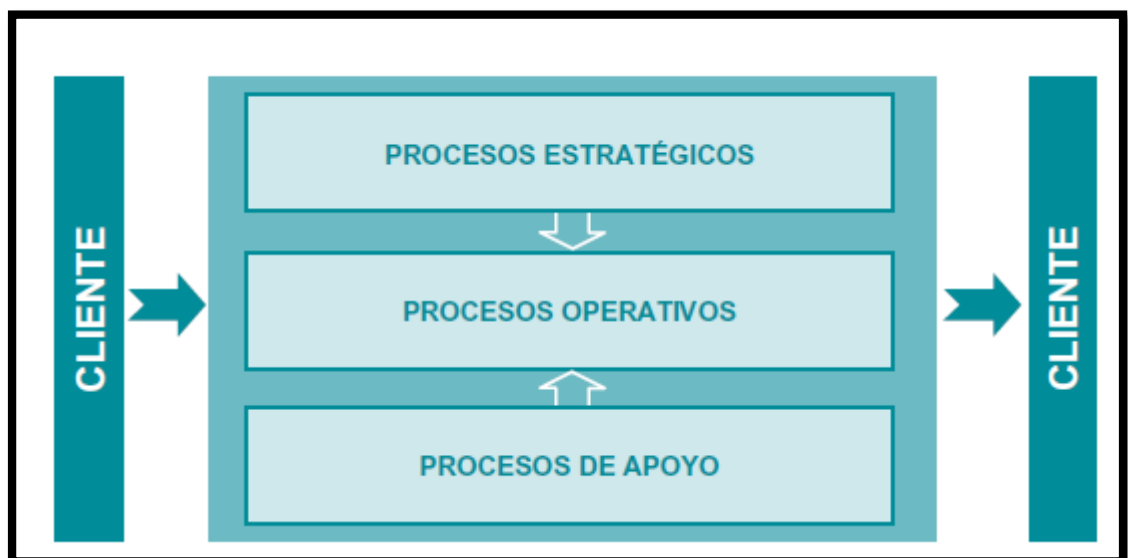 CLIENTE
PROCESOS ESTRATÉGICOS
PROCESOS OPERATIVOS
PROCESOS DE APOYO
CLIENTE